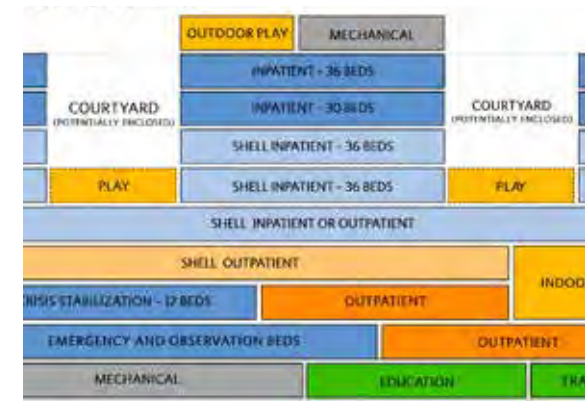 OUTDOOR PLAY
MECHANICAL
INPATIENT - 36 BEDS
COURTYARD
(POTENTIALLY ENCLOSED)
INPATIENT - 30 BEDS
COURTYARD
(POTENTIALLY ENCLOSED)
SHELL INPATIENT - 36 BEDS
PLAY
SHELL INPATIENT - 36 BEDS
PLAY
SHELL INPATIENT OR OUTPATIENT
SHELL OUTPATIENT
INDOO
RISIS STABILIZATION - 12 BEDS
OUTPATIENT
EMERGENCY AND OBSERVATION BEDS
OUTPATIENT
MECHANICAL
EDUCATION
TRA